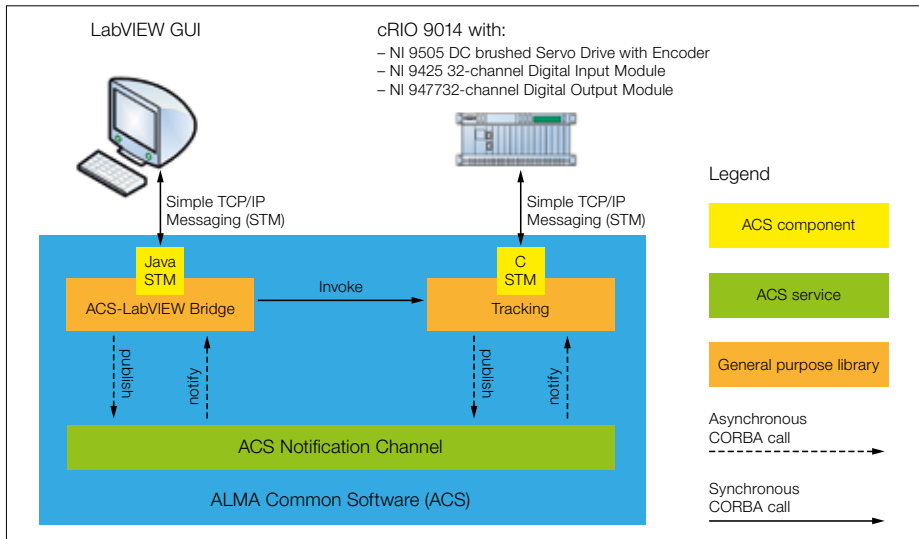 LabVIEW GUI
cRIO 9014 with:
– NI 9505 DC brushed Servo Drive with Encoder
– NI 9425 32-channel Digital Input Module
– NI 947732-channel Digital Output Module
Simple TCP/IP
Messaging (STM)
Simple TCP/IP
Messaging (STM)
Java
STM
ACS-LabVIEW Bridge
Invoke
C
STM
Tracking
publish
notify
publish
notify
ACS Notification Channel
ALMA Common Software (ACS)
Legend
ACS component
ACS service
General purpose library
Asynchronous
CORBA call
Synchronous
CORBA call